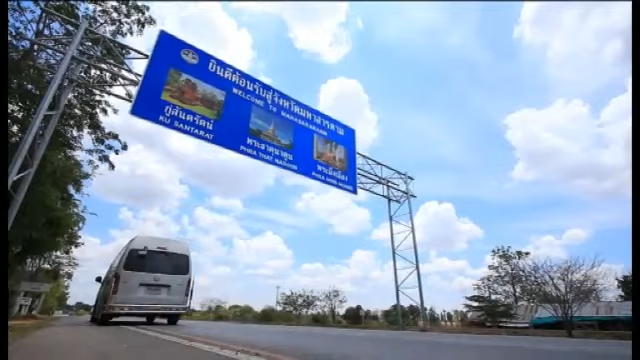 ยินดีต้อนรับสู่จังหวัดมหาสารคาม
WELCOME TO MAHASARAKHAM
กู่สันตรัตน์
KU SANTARAT
พระธาตุนาดูน
PHRA THAT NADUN
PHRA